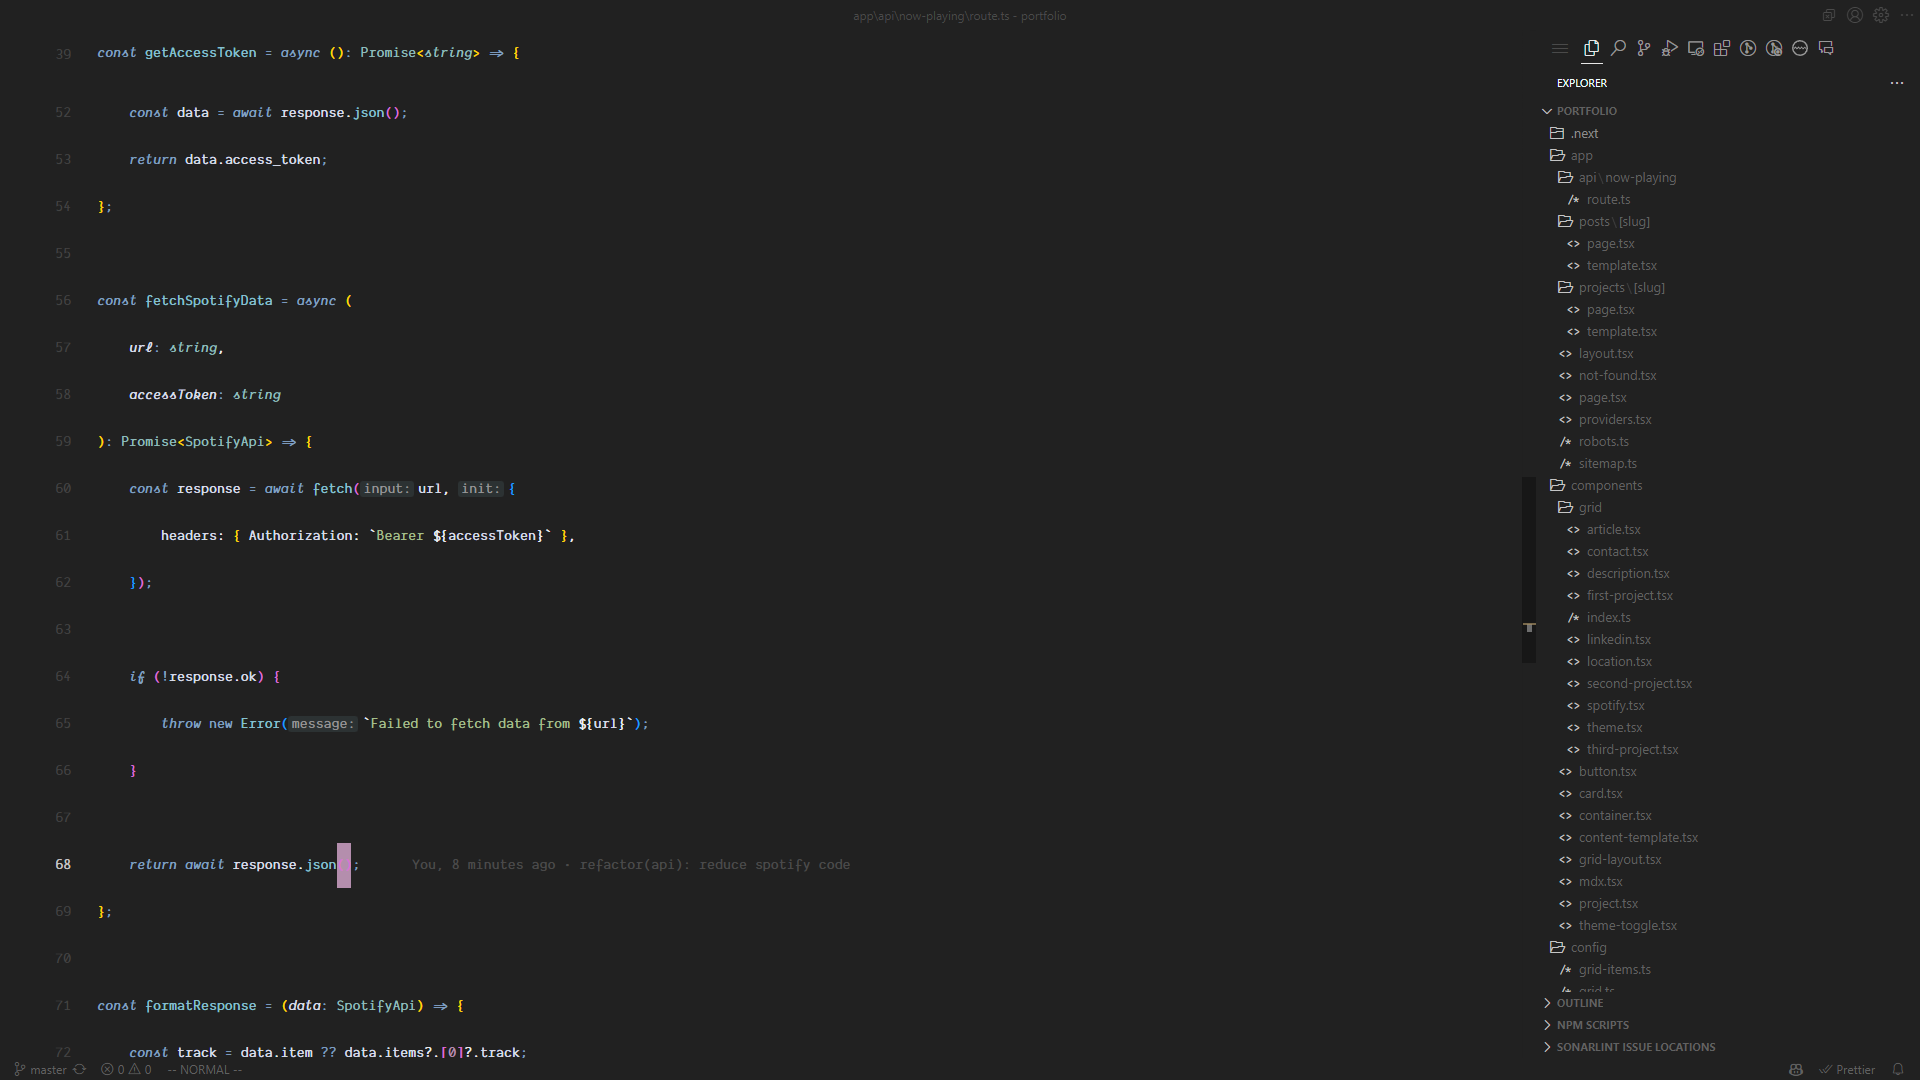 app\api\now-playing\route.ts - portfolio
39 const getAccessToken = async (): Promise<string> => {
52 const data = await response.json();
53 return data.access_token;
54 };
55
56 const fetchSpotifyData = async (
57 url: string,
58 accessToken: string
59 ): Promise<SpotifyApi> => {
60 const response = await fetch(input: url, init: {
61 headers: { Authorization: `Bearer ${accessToken}` },
62 });
63
64 if (!response.ok) {
65 throw new Error(message: `Failed to fetch data from ${url}`);
66 }
67
68 return await response.json ; You, 8 minutes ago · refactor(api): reduce spotify code
69 };
70
71 const formatResponse = (data: SpotifyApi) => {
72 const track = data.item ?? data.items?.[0]?.track;
master 0 0 -- NORMAL --
EXPLORER
PORTFOLIO
.next
app
api\now-playing
/* route.ts
posts\[slug]
<> page.tsx
<> template.tsx
projects\[slug]
<> page.tsx
<> template.tsx
<> layout.tsx
<> not-found.tsx
<> page.tsx
<> providers.tsx
/* robots.ts
/* sitemap.ts
components
grid
<> article.tsx
<> contact.tsx
<> description.tsx
<> first-project.tsx
/* index.ts
<> linkedin.tsx
<> location.tsx
<> second-project.tsx
<> spotify.tsx
<> theme.tsx
<> third-project.tsx
<> button.tsx
<> card.tsx
<> container.tsx
<> content-template.tsx
<> grid-layout.tsx
<> mdx.tsx
<> project.tsx
<> theme-toggle.tsx
config
/* grid-items.ts
/* grid.ts
OUTLINE
NPM SCRIPTS
SONARLINT ISSUE LOCATIONS
Prettier